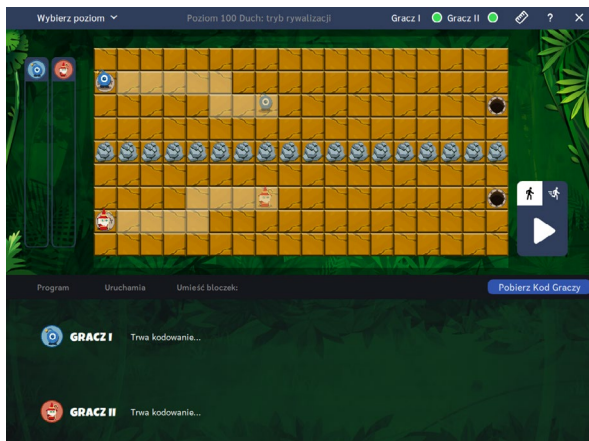 Wybierz poziom
Poziom 100 Duch: tryb rywalizacji
Gracz I
Gracz II
?
Program
Uruchamia
Umieść bloczek:
Pobierz Kod Graczy
GRACZ I
Trwa kodowanie...
GRACZ II
Trwa kodowanie...